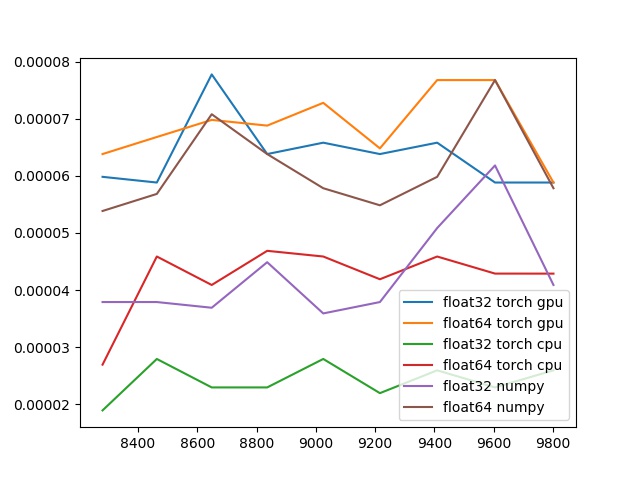 0.00008
0.00007
0.00006
0.00005
0.00004
0.00003
0.00002
float32 torch gpu
float64 torch gpu
float32 torch cpu
float64 torch cpu
float32 numpy
float64 numpy
8400 8600 8800 9000 9200 9400 9600 9800